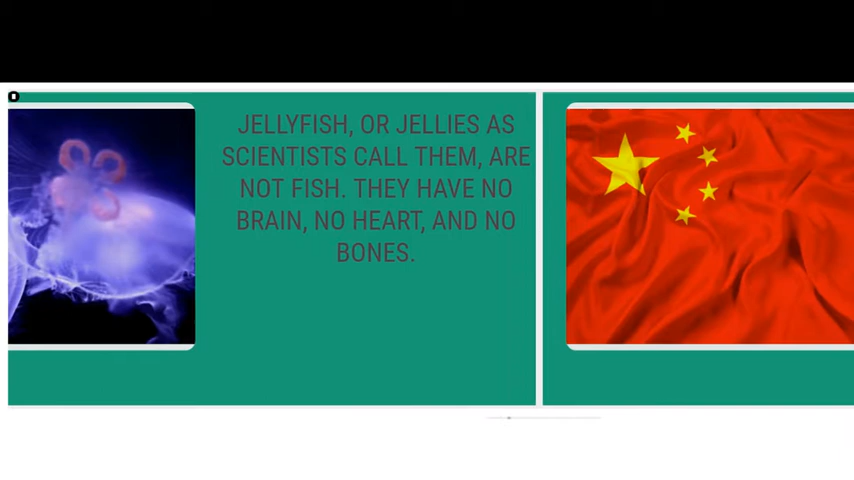 JELLYFISH, OR JELLIES AS
SCIENTISTS CALL THEM, ARE
NOT FISH. THEY HAVE NO
BRAIN, NO HEART, AND NO
BONES.